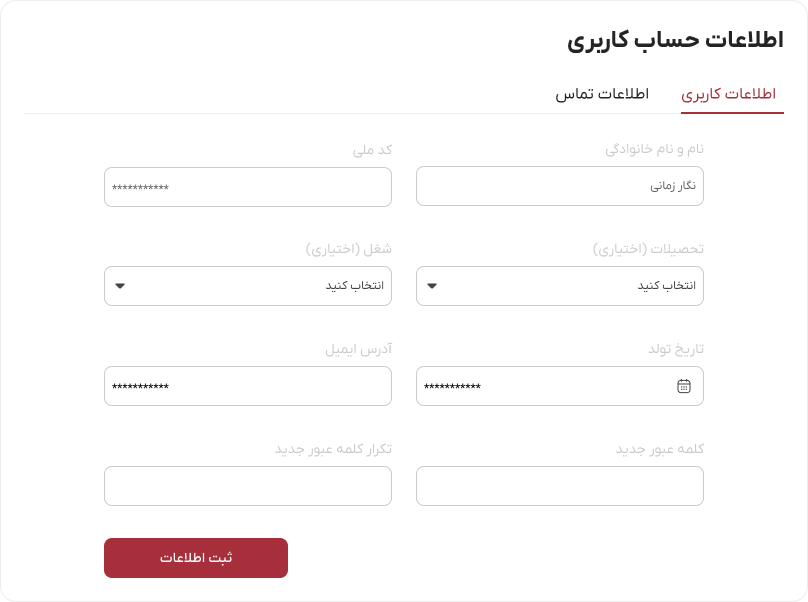 اطلاعات حساب کاربری
اطلاعات کاربری
اطلاعات تماس
نام و نام خانوادگی
کد ملی
نگار زمانی
***********
تحصیلات (اختیاری)
شغل (اختیاری)
انتخاب کنید
انتخاب کنید
تاریخ تولد
آدرس ایمیل
***********
***********
کلمه عبور جدید
تکرار کلمه عبور جدید
ثبت اطلاعات